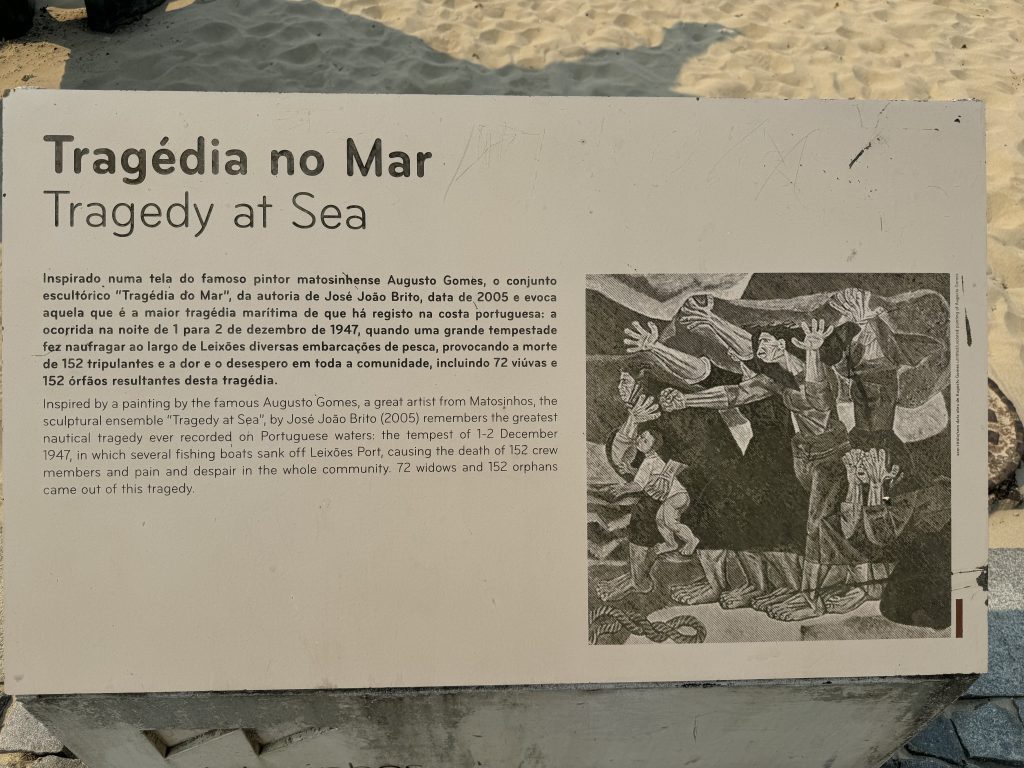 Tragédia no Mar
Tragedy at Sea
Inspirado numa tela do famoso pintor matosinhense Augusto Gomes, o conjunto
escultórico "Tragédia do Mar", da autoria de José João Brito, data de 2005 e evoca
aquela que é a maior tragédia marítima de que há registo na costa portuguesa: a
ocorrida na noite de 1 para 2 de dezembro de 1947, quando uma grande tempestade
fez naufragar ao largo de Leixões diversas embarcações de pesca, provocando a morte
de 152 tripulantes e a dor e o desespero em toda a comunidade, incluindo 72 viúvas e
152 órfãos resultantes desta tragédia.
Inspired by a painting by the famous Augusto Gomes, a great artist from Matosinhos, the
sculptural ensemble "Tragedy at Sea", by José João Brito (2005) remembers the greatest
nautical tragedy ever recorded on Portuguese waters: the tempest of 1-2 December
1947, in which several fishing boats sank off Leixões Port, causing the death of 152 crew
members and pain and despair in the whole community. 72 widows and 152 orphans
came out of this tragedy.